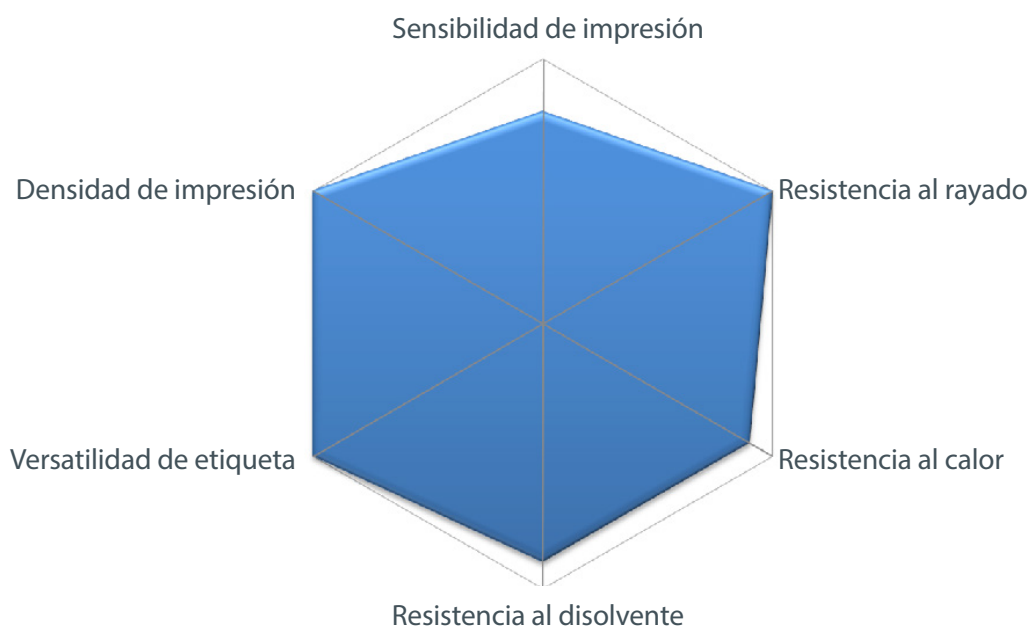 Sensibilidad de impresión
Densidad de impresión
Resistencia al rayado
Versatilidad de etiqueta
Resistencia al calor
Resistencia al disolvente